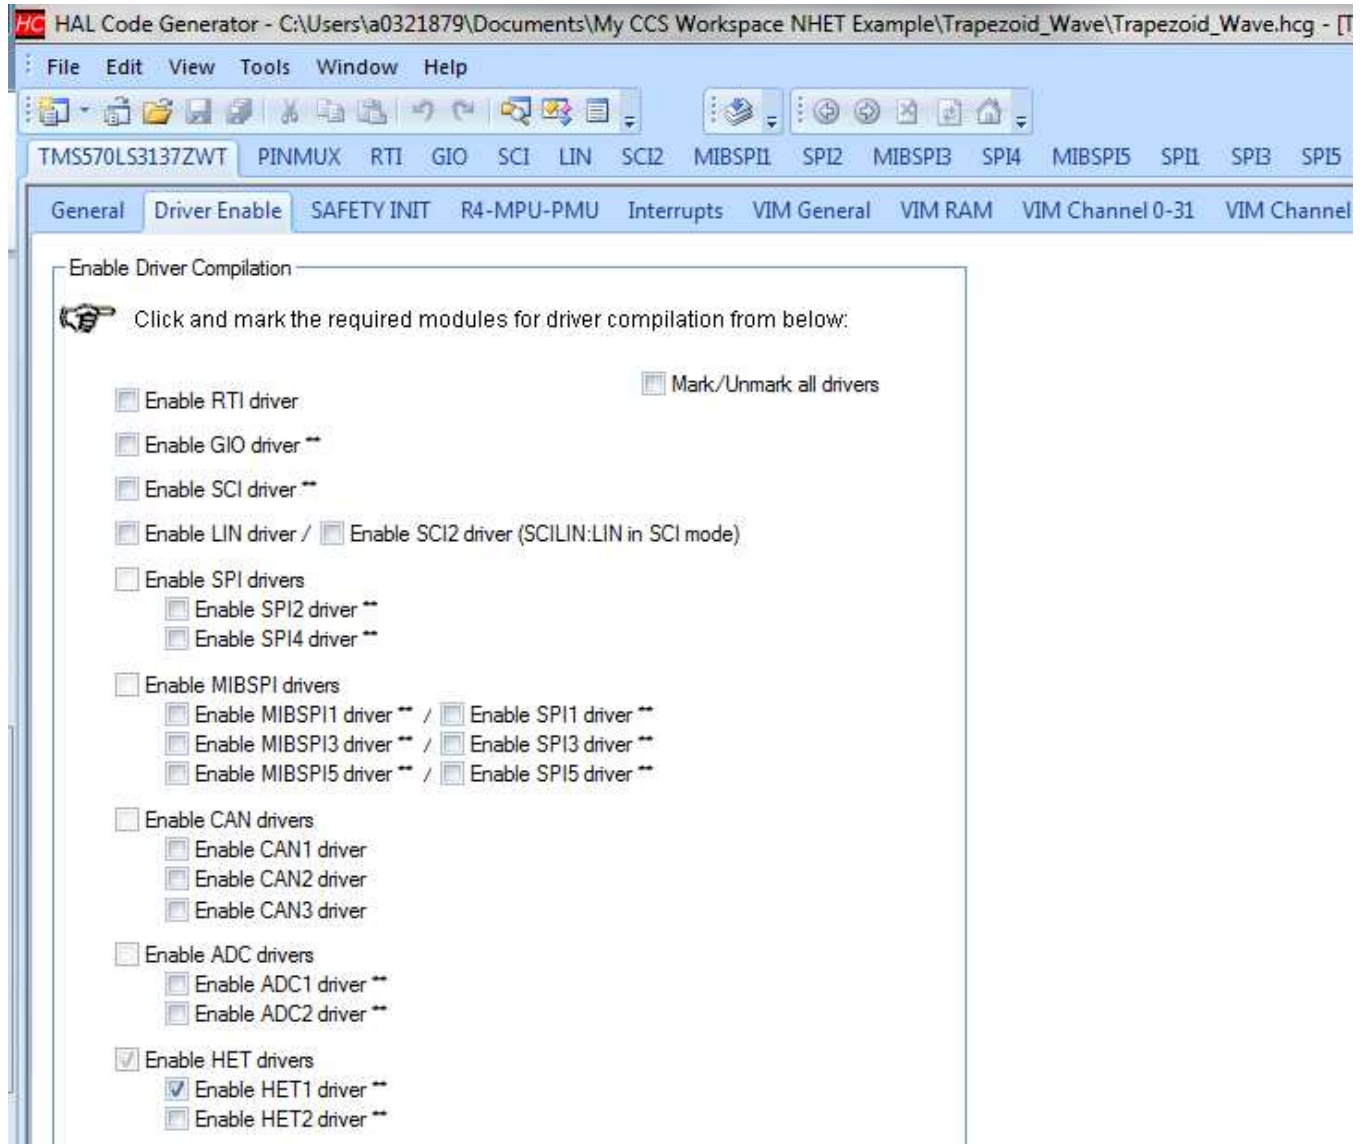 HC HAL Code Generator - C:\Users\a0321879\Documents\My CCS Workspace NHET Example\Trapezoid_Wave\Trapezoid_Wave.hcg - [T
File Edit View Tools Window Help
TMS570LS3137ZWT PINMUX RTI GIO SCI LIN SCI2 MIBSPI1 SPI2 MIBSPI3 SPI4 MIBSPI5 SPI1 SPI3 SPI5
General Driver Enable SAFETY INIT R4-MPU-PMU Interrupts VIM General VIM RAM VIM Channel 0-31 VIM Channel
Enable Driver Compilation
Click and mark the required modules for driver compilation from below:
Mark/Unmark all drivers
Enable RTI driver
Enable GIO driver **
Enable SCI driver **
Enable LIN driver / Enable SCI2 driver (SCILIN:LIN in SCI mode)
Enable SPI drivers
Enable SPI2 driver **
Enable SPI4 driver **
Enable MIBSPI drivers
Enable MIBSPI1 driver ** / Enable SPI1 driver **
Enable MIBSPI3 driver ** / Enable SPI3 driver **
Enable MIBSPI5 driver ** / Enable SPI5 driver **
Enable CAN drivers
Enable CAN1 driver
Enable CAN2 driver
Enable CAN3 driver
Enable ADC drivers
Enable ADC1 driver **
Enable ADC2 driver **
Enable HET drivers
Enable HET1 driver **
Enable HET2 driver **